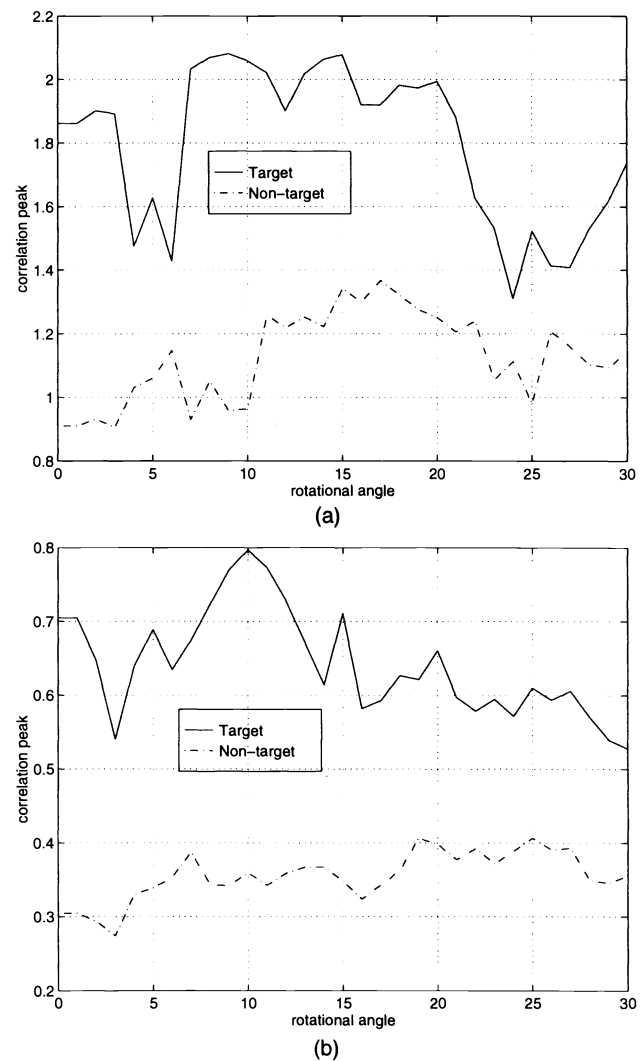 2.2
2
1.8
1.6
1.4
1.2
1
0.8
correlation peak
Target
Non-target
0 5 10 15 20 25 30
rotational angle
(a)
0.8
0.7
0.6
0.5
0.4
0.3
0.2
correlation peak
Target
Non-target
0 5 10 15 20 25 30
rotational angle
(b)